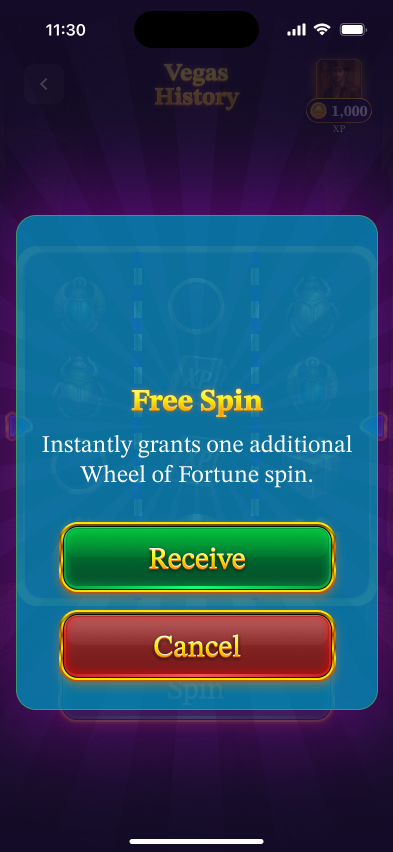 11:30
Vegas
History
1,000
XP
XP
Free Spin
Instantly grants one additional
Wheel of Fortune spin.
Receive
Cancel
Spin